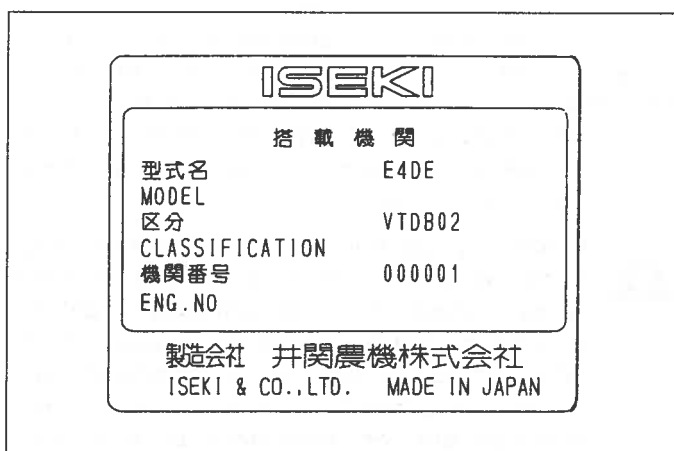 ISEKI
搭載機関
型式名 E4DE
MODEL
区分 VTDB02
CLASSIFICATION
機関番号 000001
ENG.NO
製造会社 井関農機株式会社
ISEKI & CO.,LTD. MADE IN JAPAN